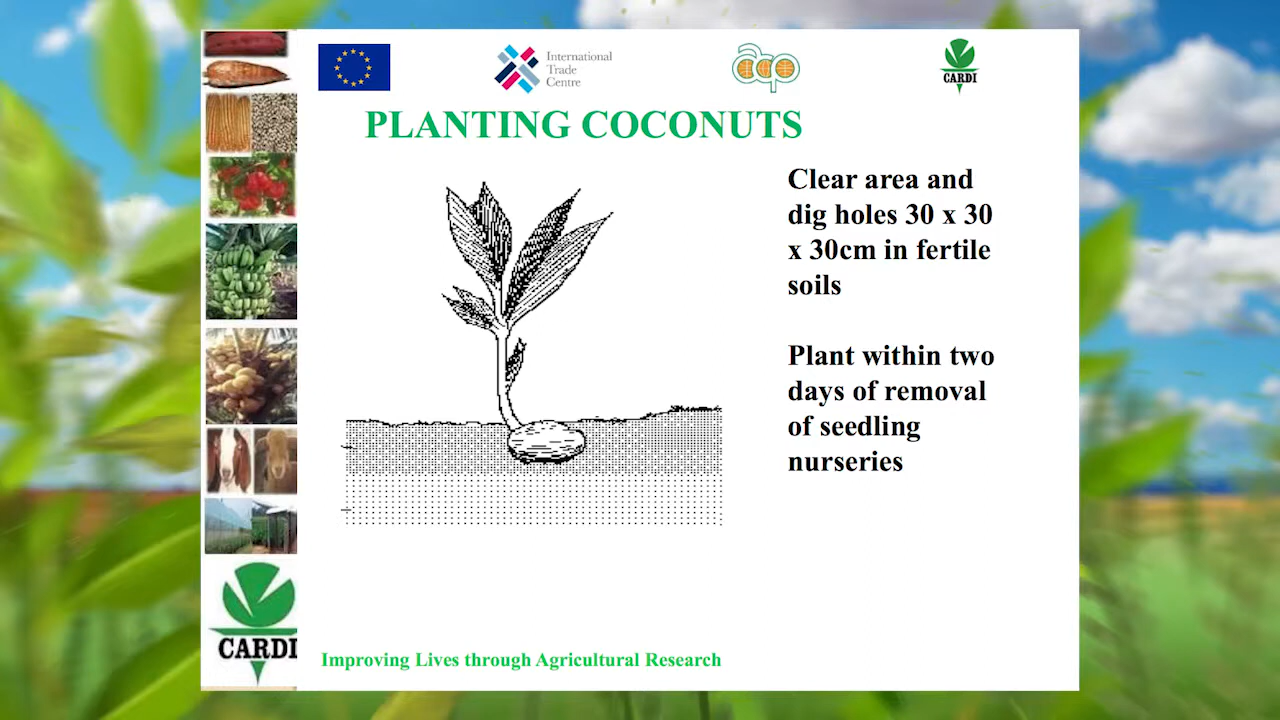 International
Trade
Centre
acp
CARDI
PLANTING COCONUTS
Clear area and
dig holes 30 x 30
x 30cm in fertile
soils
Plant within two
days of removal
of seedling
nurseries
CARDI
Improving Lives through Agricultural Research